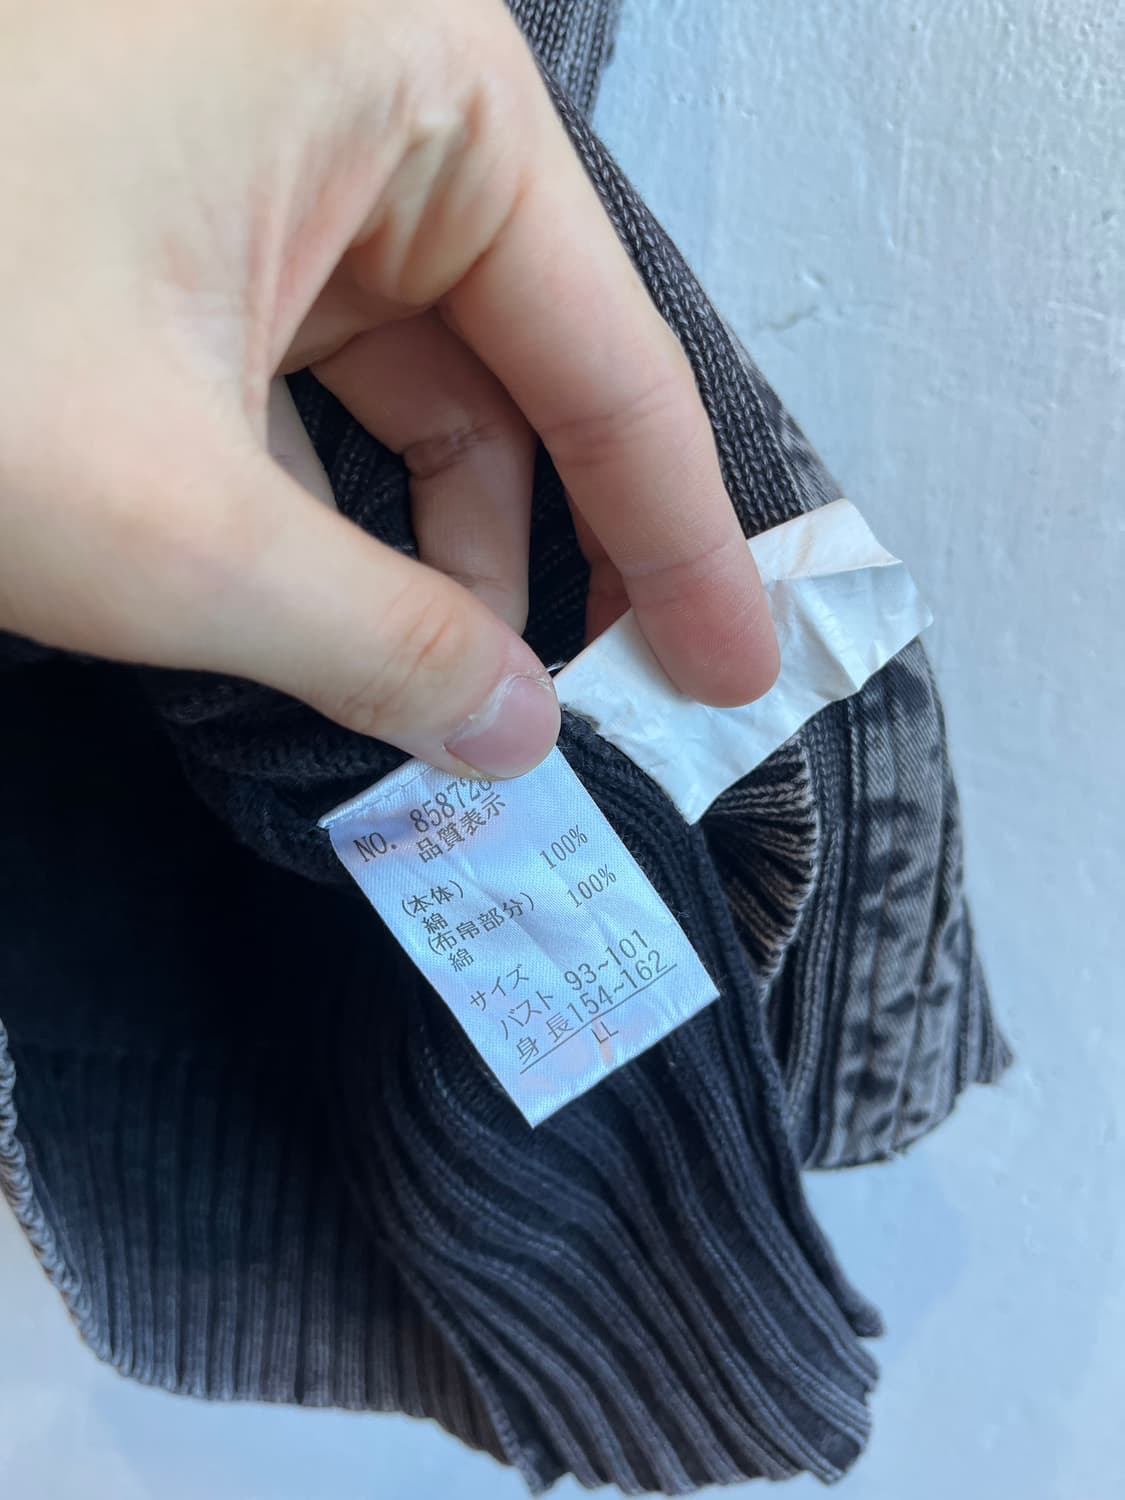 NO. 858726
品質表示
(本体)
綿 100%
(布帛部分)
綿 100%
サイズ
バスト 93~101
身長 154~162
LL